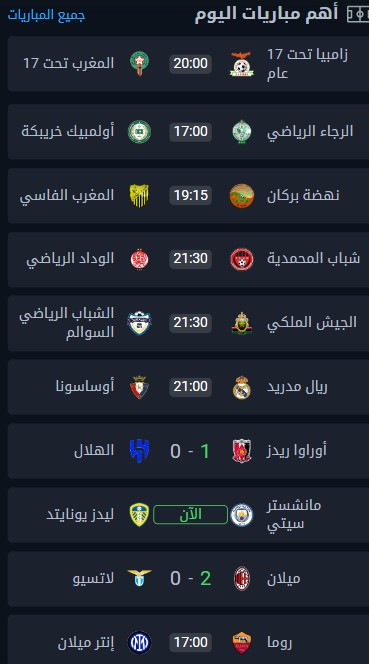 أهم مباريات اليوم
جميع المباريات
زامبيا تحت 17
عام
20:00
المغرب تحت 17
الرجاء الرياضي
17:00
أولمبيك خريبكة
نهضة بركان
19:15
المغرب الفاسي
شباب المحمدية
21:30
الوداد الرياضي
الجيش الملكي
21:30
الشباب الرياضي
السوالم
ريال مدريد
21:00
أوساسونا
أوراوا ريدز
1 - 0
الهلال
مانشستر
سيتي
الآن
ليدز يونايتد
ميلان
2 - 0
لاتسيو
روما
17:00
إنتر ميلان